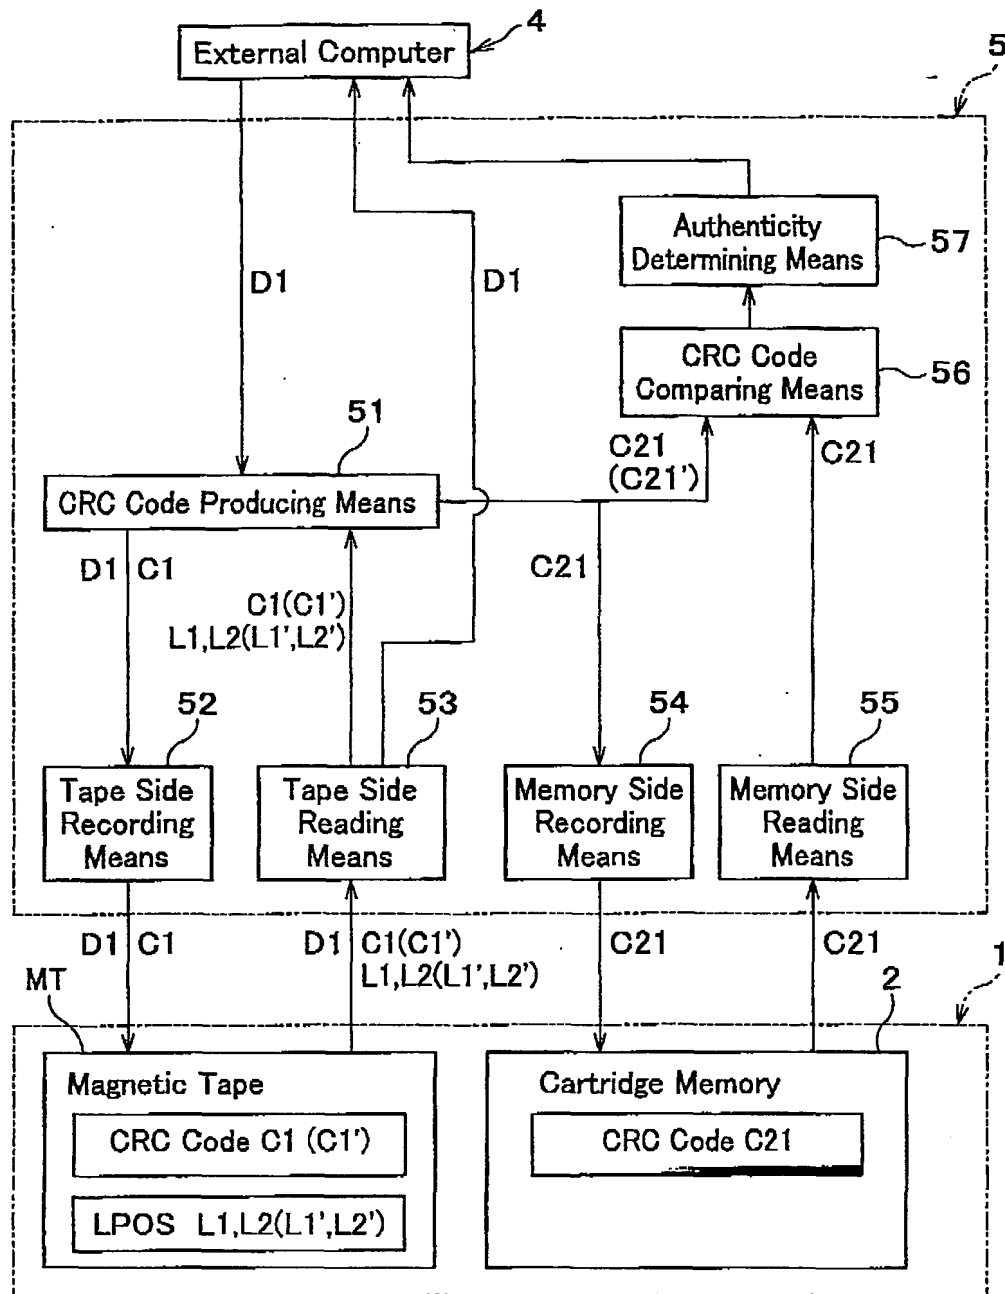 4
External Computer
5
Authenticity
Determining Means
57
D1
D1
CRC Code
Comparing Means
56
51
C21
(C21')
C21
CRC Code Producing Means
D1 C1
C21
C1(C1')
L1,L2(L1',L2')
52
53
54
55
Tape Side
Recording
Means
Tape Side
Reading
Means
Memory Side
Recording
Means
Memory Side
Reading
Means
D1 C1
D1 C1(C1')
L1,L2(L1',L2')
C21
C21
1
MT
2
Magnetic Tape
Cartridge Memory
CRC Code C1 (C1')
CRC Code C21
LPOS L1,L2(L1',L2')